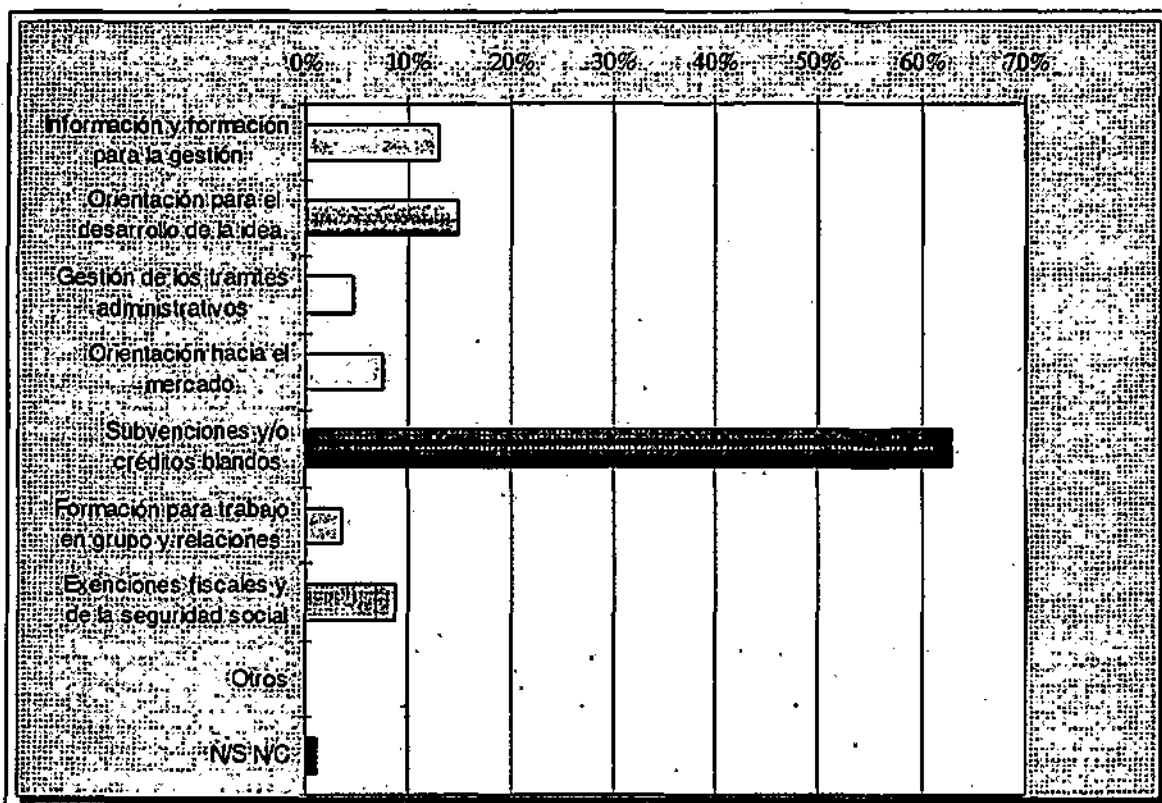 0% 10% 20% 30% 40% 50% 60% 70%
Información y formación
para la gestión
Orientación para el
desarrollo de la idea
Gestión de los trámites
administrativos
Orientación hacia el
mercado
Subvenciones y/o
créditos blandos
Formación para trabajo
en grupo y relaciones
Exenciones fiscales y
de la seguridad social
Otros
N/S N/C